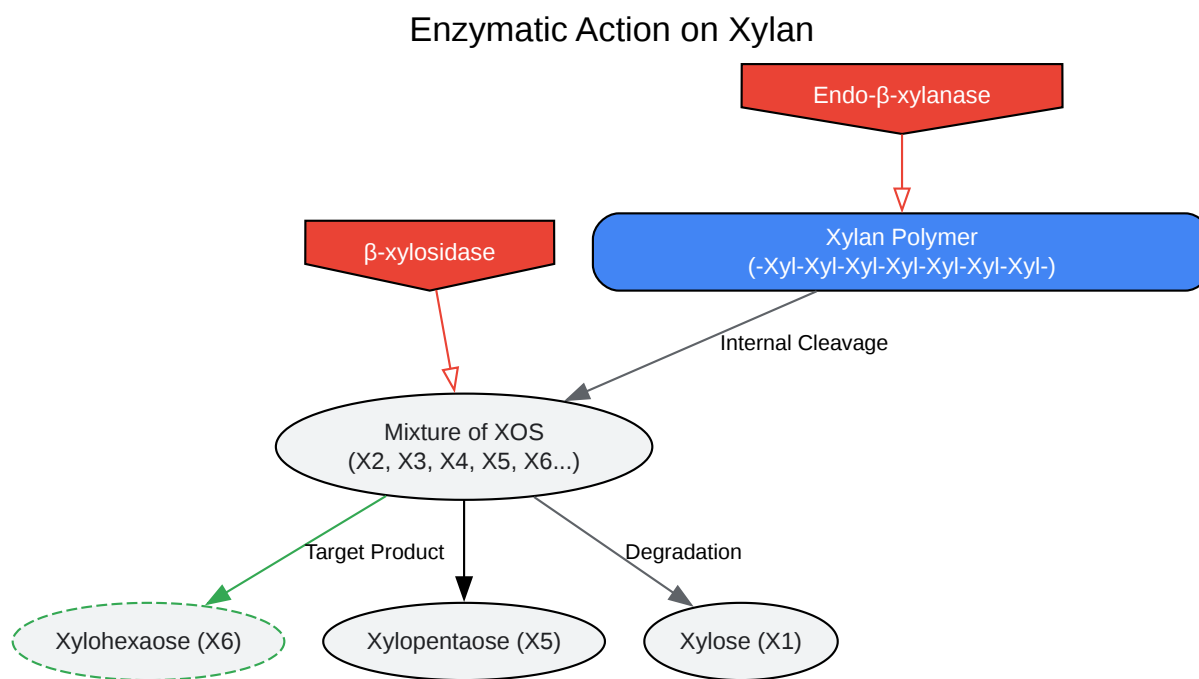 Enzymatic Action on Xylan
Endo-β-xylanase
β-xylosidase
Xylan Polymer
(-Xyl-Xyl-Xyl-Xyl-Xyl-Xyl-Xyl-)
Internal Cleavage
Mixture of XOS
(X2, X3, X4, X5, X6...)
Target Product
Degradation
Xylohexaose (X6)
Xylopentaose (X5)
Xylose (X1)